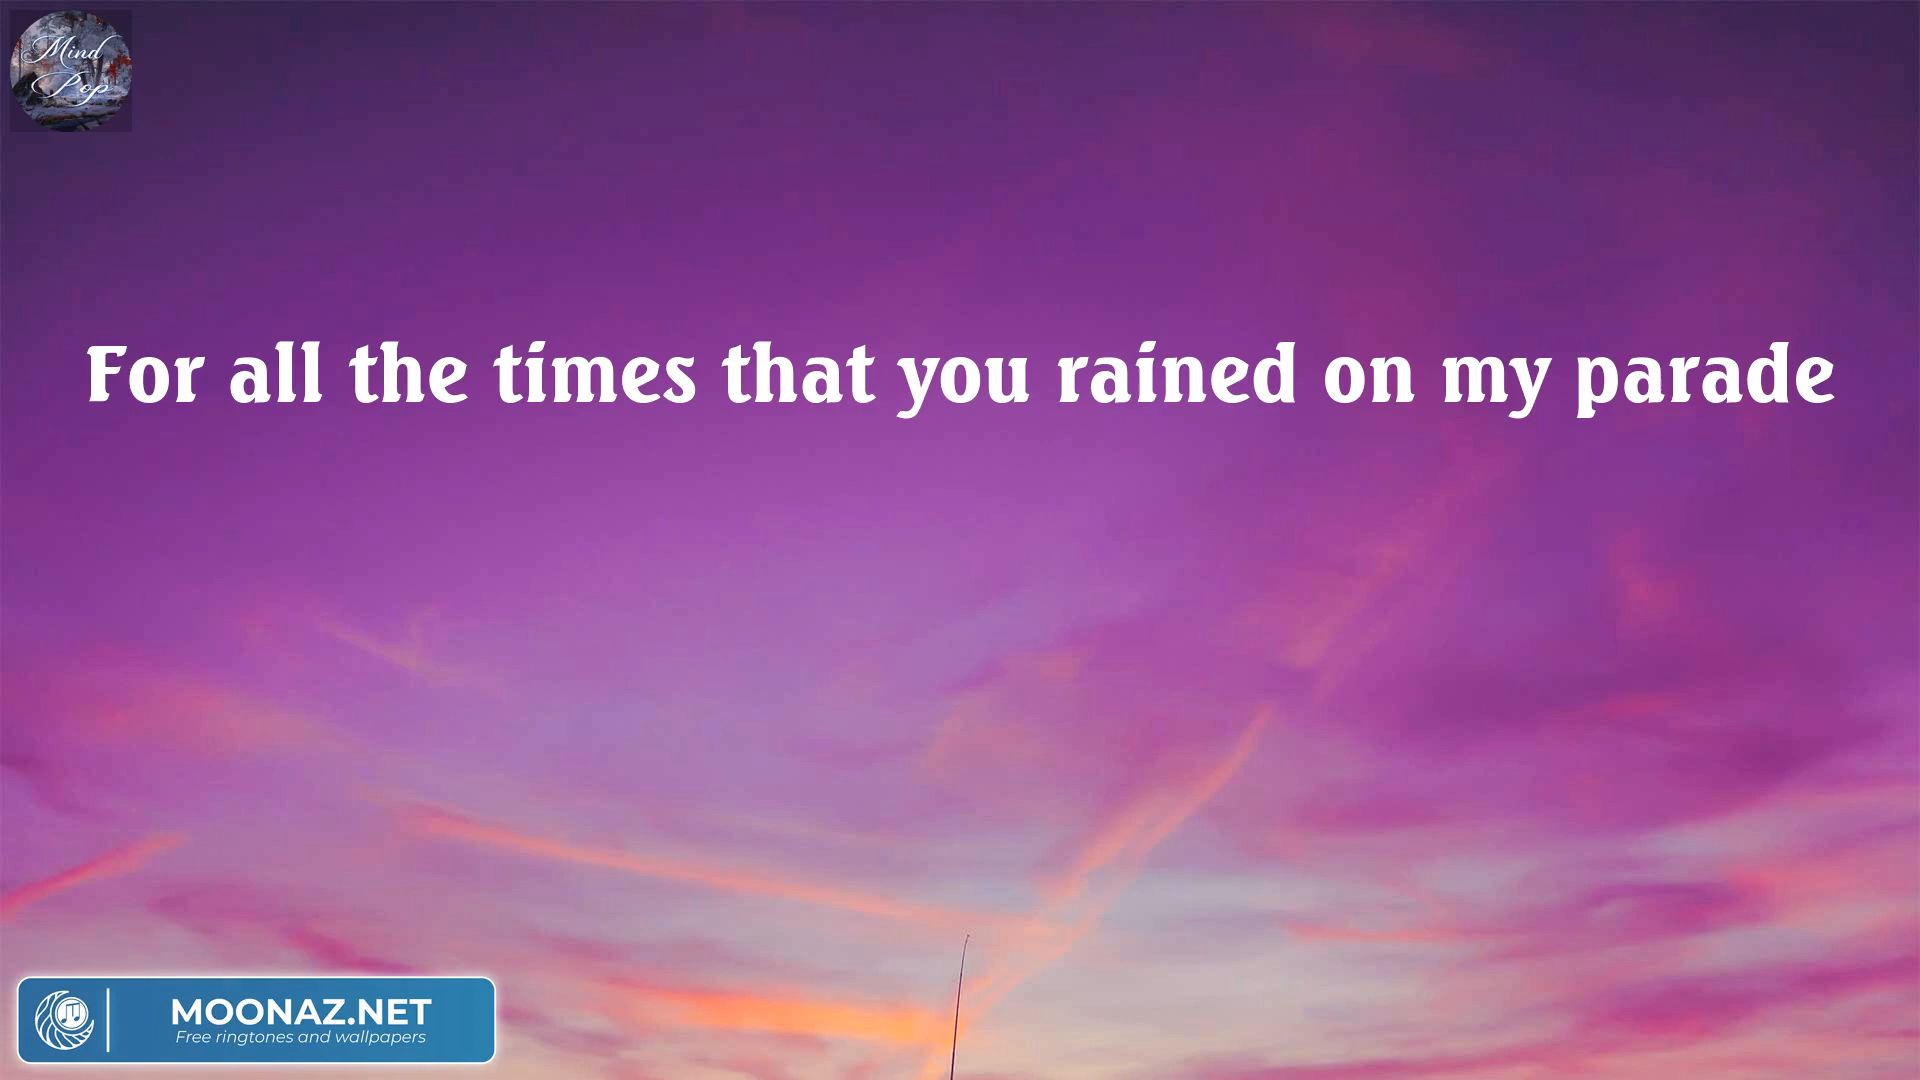 Mind
Pop
For all the times that you rained on my parade
MOONAZ.NET
Free ringtones and wallpapers